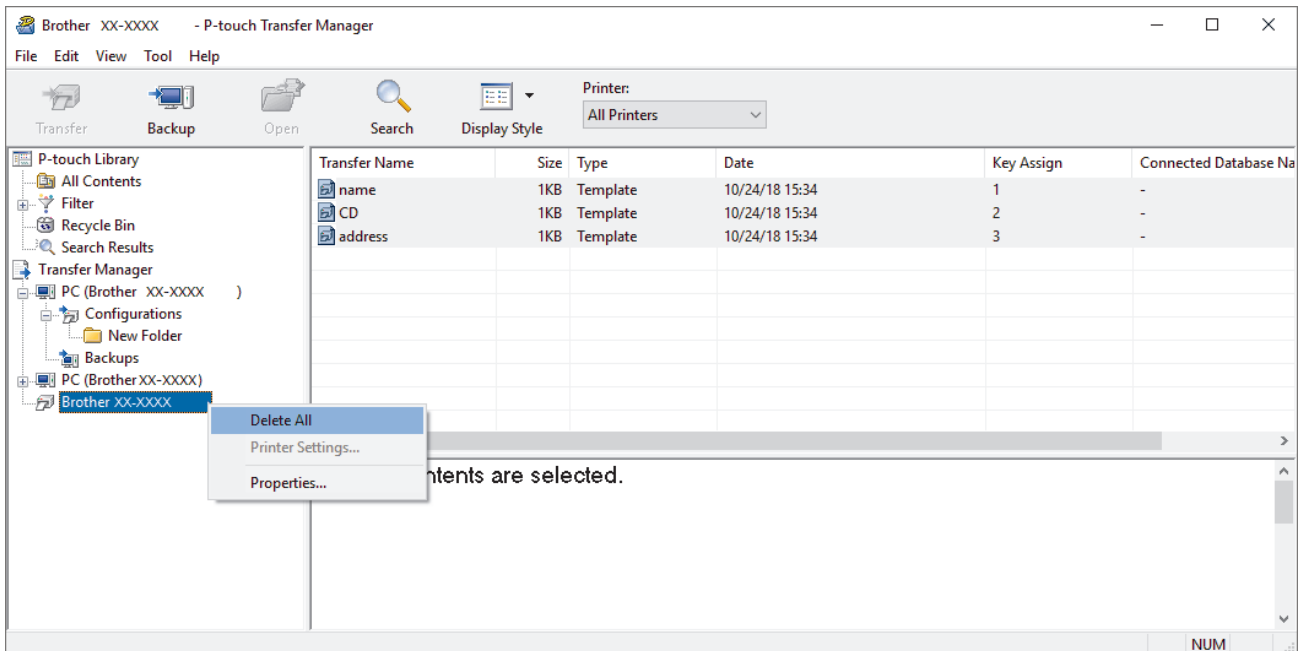 Brother XX-XXXX - P-touch Transfer Manager
File Edit View Tool Help
Transfer Backup Open Search Display Style Printer: All Printers
P-touch Library
All Contents
Filter
Recycle Bin
Search Results
Transfer Manager
PC (Brother XX-XXXX )
Configurations
New Folder
Backups
PC (Brother XX-XXXX)
Brother XX-XXXX
Transfer Name Size Type Date Key Assign Connected Database Na
name 1KB Template 10/24/18 15:34 1 -
CD 1KB Template 10/24/18 15:34 2 -
address 1KB Template 10/24/18 15:34 3 -
Delete All
Printer Settings...
Properties...
ntents are selected.
NUM